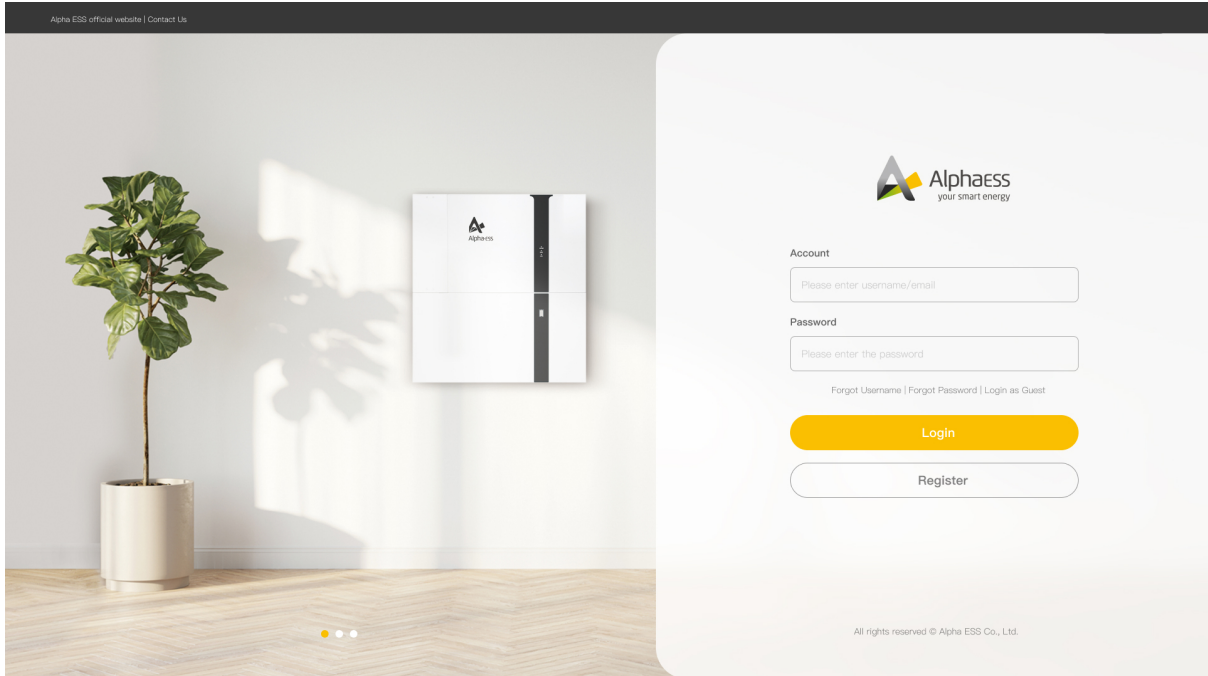 Alpha ESS official website | Contact Us
Alphaess
Alphaess
your smart energy
Account
Please enter username/email
Password
Please enter the password
Forgot Username | Forgot Password | Login as Guest
Login
Register
All rights reserved © Alpha ESS Co., Ltd.